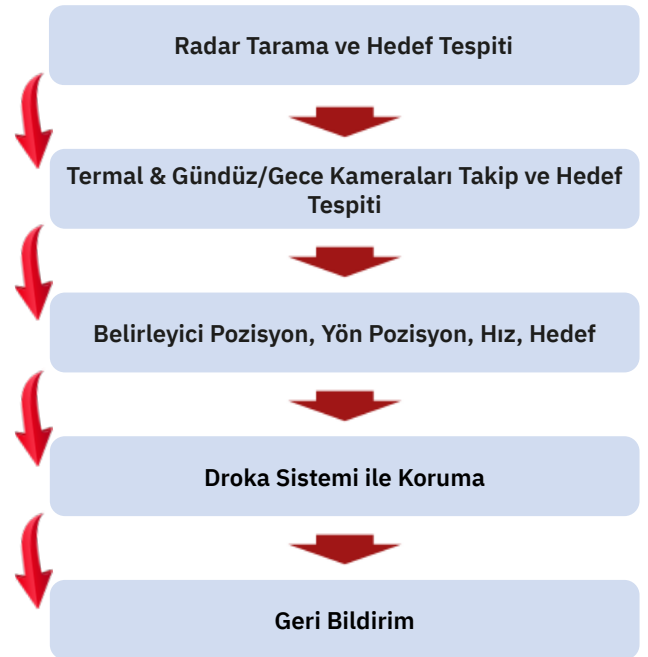 Radar Tarama ve Hedef Tespiti
Termal & Gündüz/Gece Kameraları Takip ve Hedef
Tespiti
Belirleyici Pozisyon, Yön Pozisyon, Hız, Hedef
Droka Sistemi ile Koruma
Geri Bildirim